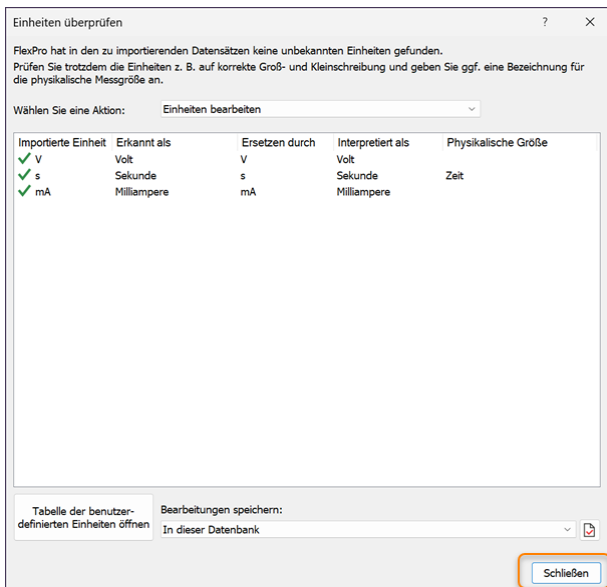 Einheiten überprüfen ? ×
FlexPro hat in den zu importierenden Datensätzen keine unbekannten Einheiten gefunden.
Prüfen Sie trotzdem die Einheiten z. B. auf korrekte Groß- und Kleinschreibung und geben Sie ggf. eine Bezeichnung für
die physikalische Messgröße an.
Wählen Sie eine Aktion: Einheiten bearbeiten
Importierte Einheit Erkannt als Ersetzen durch Interpretiert als Physikalische Größe
V Volt V Volt
s Sekunde s Sekunde Zeit
mA Milliampere mA Milliampere
Tabelle der benutzer-
definierten Einheiten öffnen
Bearbeitungen speichern:
In dieser Datenbank
Schließen